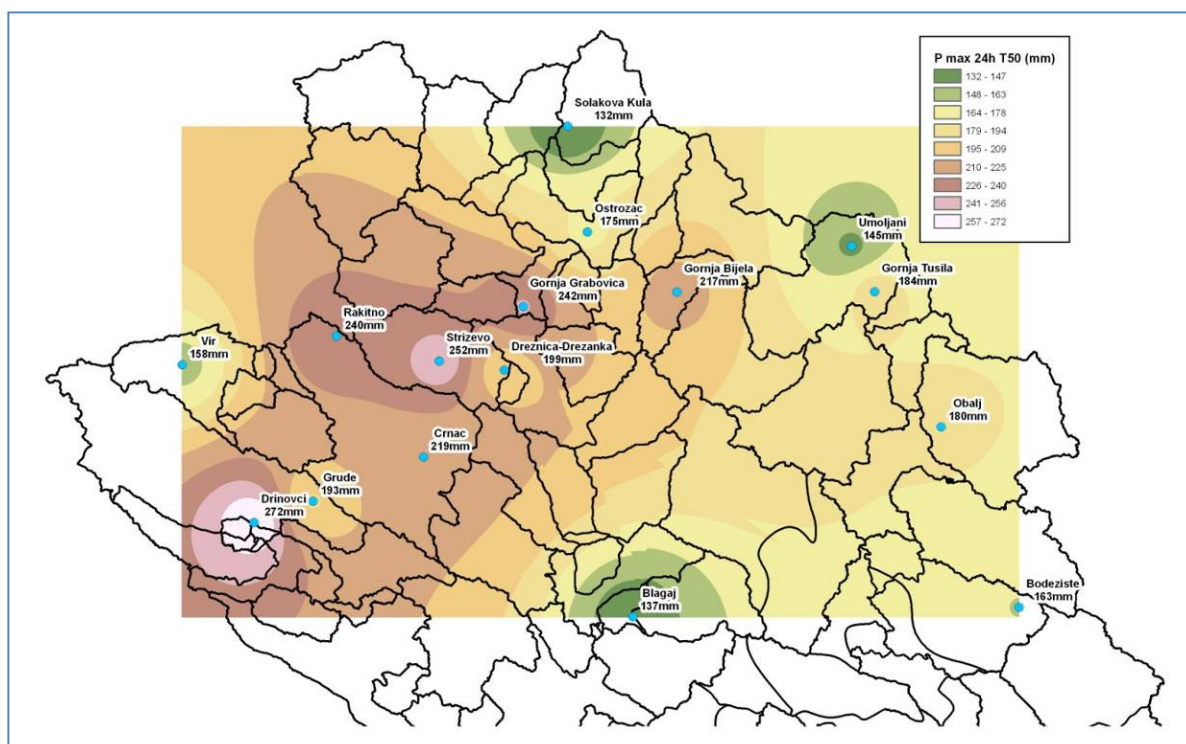 P max 24h T50 (mm)
132 - 147
148 - 163
164 - 178
179 - 194
195 - 209
210 - 225
226 - 240
241 - 256
257 - 272
Solakova Kula
132mm
Ostrozac
175mm
Umoljani
145mm
Gornja Bijela
217mm
Gornja Tusila
184mm
Gornja Grabovica
242mm
Rakitno
240mm
Strizevo
252mm
Dreznica-Drezanka
199mm
Vir
158mm
Obalj
180mm
Crnac
219mm
Grude
193mm
Drinovci
272mm
Blagaj
137mm
Bodeziste
163mm